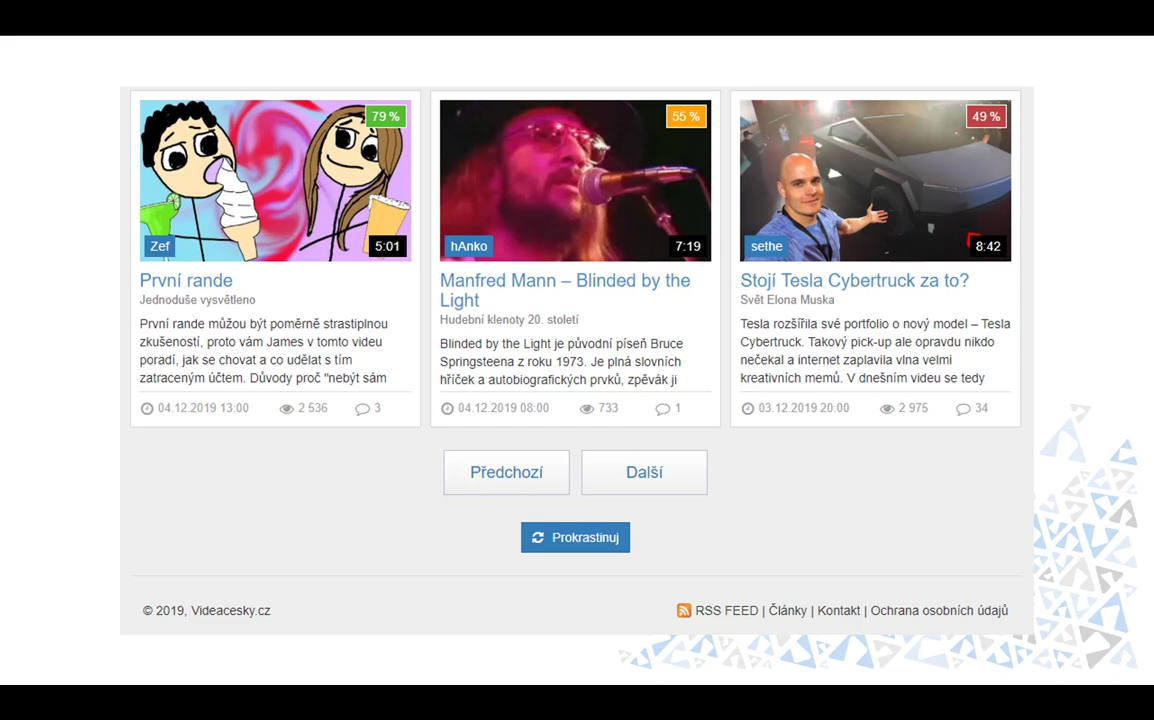 79 %
Zef
5:01
První rande
Jednoduše vysvětleno
První rande můžou být poměrně strastiplnou
zkušeností, proto vám James v tomto videu
poradí, jak se chovat a co udělat s tím
zatraceným účtem. Důvody proč "nebýt sám
04.12.2019 13:00 2 536 3
55 %
hAnko
7:19
Manfred Mann – Blinded by the
Light
Hudební klenoty 20. století
Blinded by the Light je původní píseň Bruce
Springsteena z roku 1973. Je plná slovních
hříček a autobiografických prvků, zpěvák ji
04.12.2019 08:00 733 1
49 %
sethe
8:42
Stojí Tesla Cybertruck za to?
Svět Elona Muska
Tesla rozšířila své portfolio o nový model – Tesla
Cybertruck. Takový pick-up ale opravdu nikdo
nečekal a internet zaplavila vlna velmi
kreativních memů. V dnešním videu se tedy
03.12.2019 20:00 2 975 34
Předchozí Další
Prokrastinuj
© 2019, Videacesky.cz
RSS FEED | Články | Kontakt | Ochrana osobních údajů